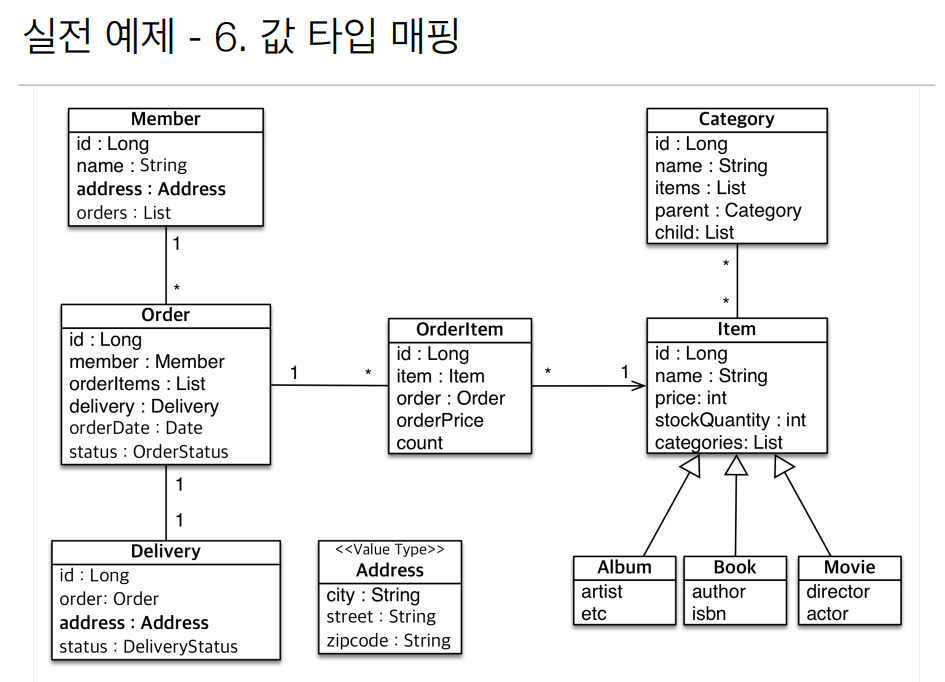 실전 예제 - 6. 값 타입 매핑
Member
id : Long
name : String
address : Address
orders : List
1
*
Order
id : Long
member : Member
orderItems : List
delivery : Delivery
orderDate : Date
status : OrderStatus
1
*
OrderItem
id : Long
item : Item
order : Order
orderPrice
count
*
1
Category
id : Long
name : String
items : List
parent : Category
child: List
*
*
Item
id : Long
name : String
price: int
stockQuantity : int
categories: List
1
1
Delivery
id : Long
order: Order
address : Address
status : DeliveryStatus
<<Value Type>>
Address
city : String
street : String
zipcode : String
Album
artist
etc
Book
author
isbn
Movie
director
actor